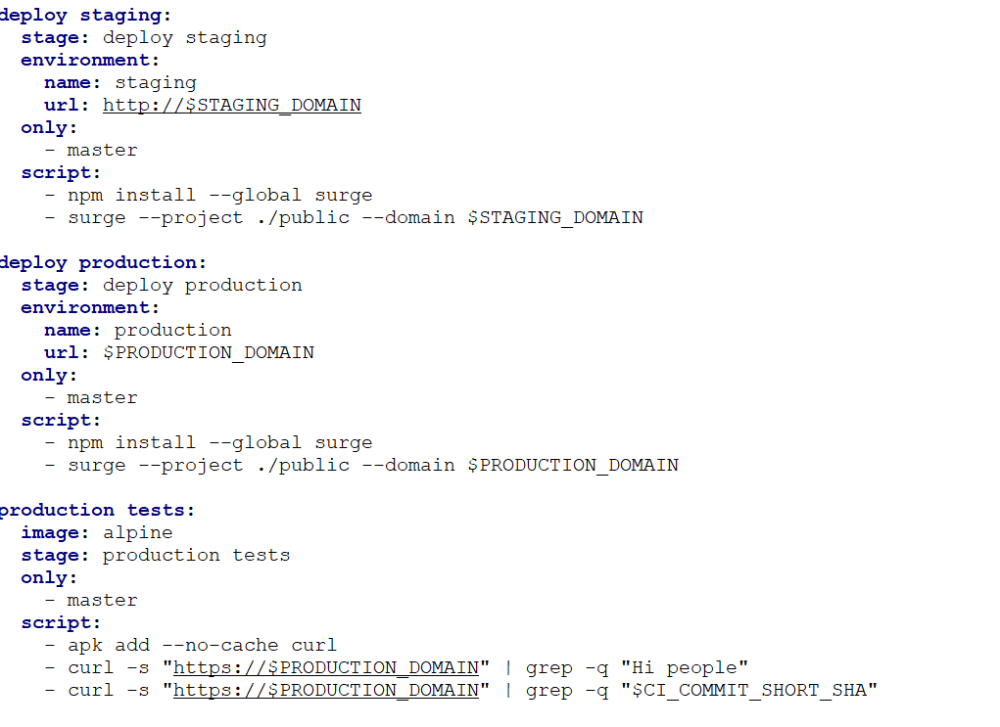 deploy staging:
  stage: deploy staging
  environment:
    name: staging
    url: http://$STAGING_DOMAIN
  only:
    - master
  script:
    - npm install --global surge
    - surge --project ./public --domain $STAGING_DOMAIN

deploy production:
  stage: deploy production
  environment:
    name: production
    url: $PRODUCTION_DOMAIN
  only:
    - master
  script:
    - npm install --global surge
    - surge --project ./public --domain $PRODUCTION_DOMAIN

production tests:
  image: alpine
  stage: production tests
  only:
    - master
  script:
    - apk add --no-cache curl
    - curl -s "https://$PRODUCTION_DOMAIN" | grep -q "Hi people"
    - curl -s "https://$PRODUCTION_DOMAIN" | grep -q "$CI_COMMIT_SHORT_SHA"